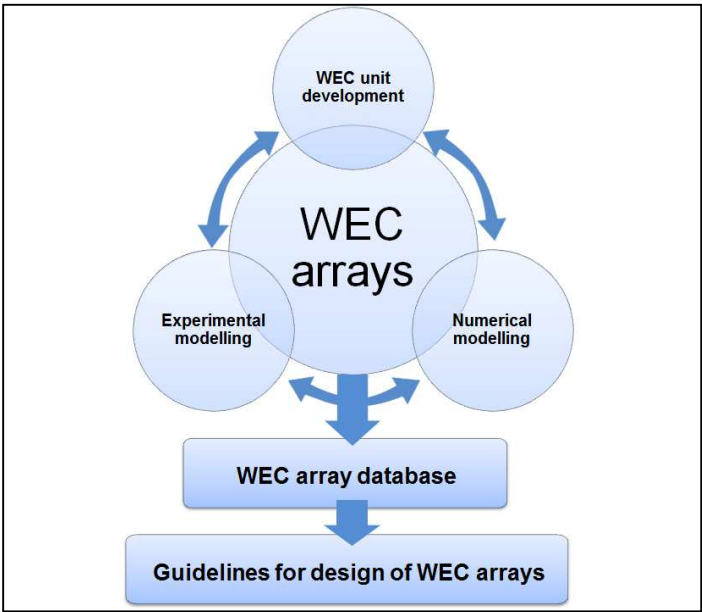 WEC unit
development
WEC
arrays
Experimental
modelling
Numerical
modelling
WEC array database
Guidelines for design of WEC arrays